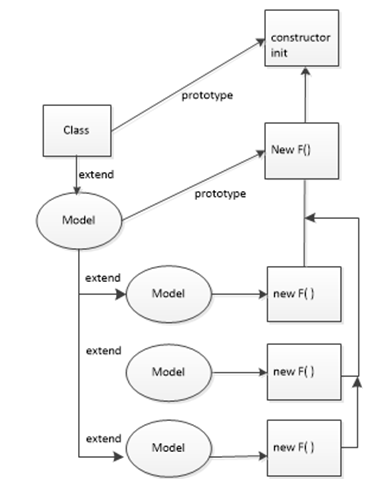 constructor
init
prototype
Class
New F()
extend
prototype
Model
extend
Model
new F( )
extend
Model
new F( )
extend
Model
new F( )